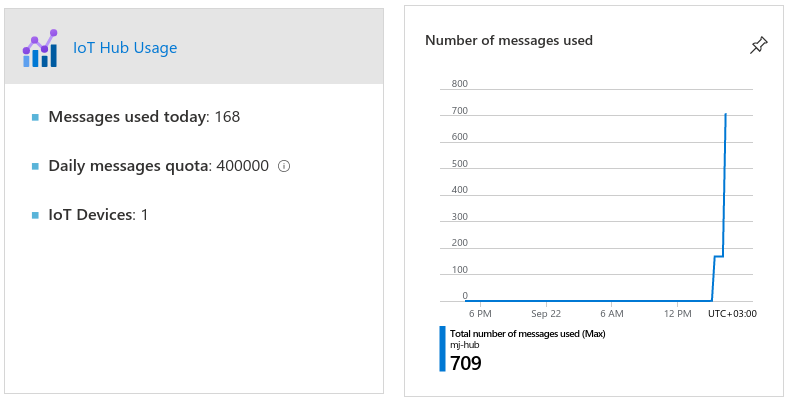 IoT Hub Usage
Messages used today: 168
Daily messages quota: 400000
IoT Devices: 1
Number of messages used
800
700
600
500
400
300
200
100
0
6 PM Sep 22 6 AM 12 PM UTC+03:00
Total number of messages used (Max)
mj-hub
709